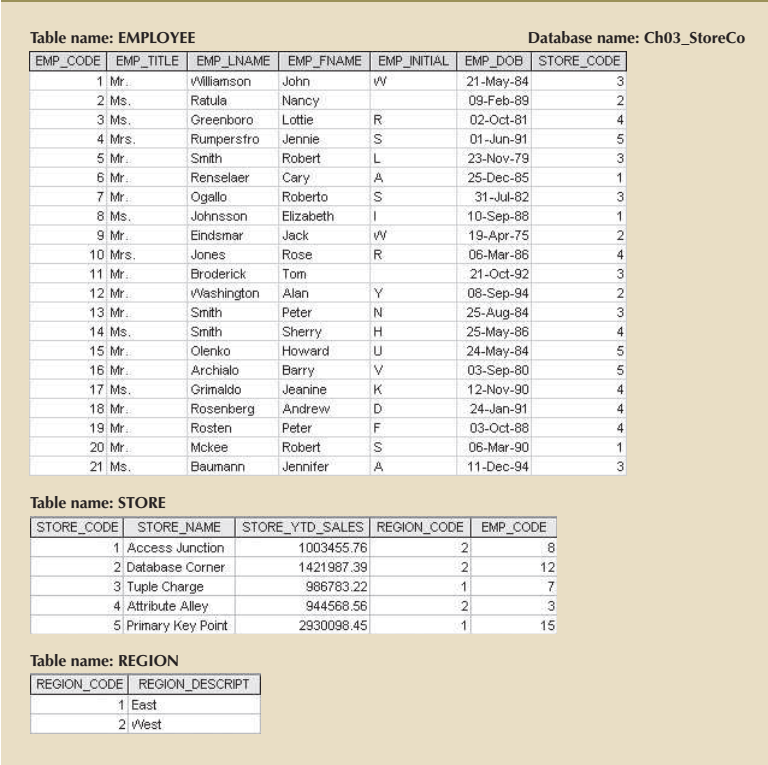 Table name: EMPLOYEE Database name: Ch03_StoreCo
EMP_CODE EMP_TITLE EMP_LNAME EMP_FNAME EMP_INITIAL EMP_DOB STORE_CODE
1 Mr. Williamson John W 21-May-84 3
2 Ms. Ratula Nancy 09-Feb-89 2
3 Ms. Greenboro Lottie R 02-Oct-81 4
4 Mrs. Rumpersfro Jennie S 01-Jun-91 5
5 Mr. Smith Robert L 23-Nov-79 3
6 Mr. Renselaer Cary A 25-Dec-85 1
7 Mr. Ogallo Roberto S 31-Jul-82 3
8 Ms. Johnsson Elizabeth I 10-Sep-88 1
9 Mr. Eindsmar Jack W 19-Apr-75 2
10 Mrs. Jones Rose R 06-Mar-86 4
11 Mr. Broderick Tom 21-Oct-92 3
12 Mr. Washington Alan Y 08-Sep-94 2
13 Mr. Smith Peter N 25-Aug-84 3
14 Ms. Smith Sherry H 25-May-86 4
15 Mr. Olenko Howard U 24-May-84 5
16 Mr. Archialo Barry V 03-Sep-80 5
17 Ms. Grimaldo Jeanine K 12-Nov-90 4
18 Mr. Rosenberg Andrew D 24-Jan-91 4
19 Mr. Rosten Peter F 03-Oct-88 4
20 Mr. Mckee Robert S 06-Mar-90 1
21 Ms. Baumann Jennifer A 11-Dec-94 3
Table name: STORE
STORE_CODE STORE_NAME STORE_YTD_SALES REGION_CODE EMP_CODE
1 Access Junction 1003455.76 2 8
2 Database Corner 1421987.39 2 12
3 Tuple Charge 986783.22 1 7
4 Attribute Alley 944568.56 2 3
5 Primary Key Point 2930098.45 1 15
Table name: REGION
REGION_CODE REGION_DESCRIPT
1 East
2 West